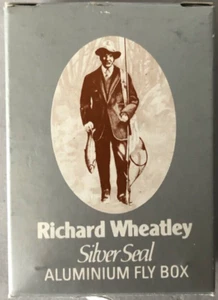 Richard Wheatley
Silver Seal
ALUMINIUM FLY BOX